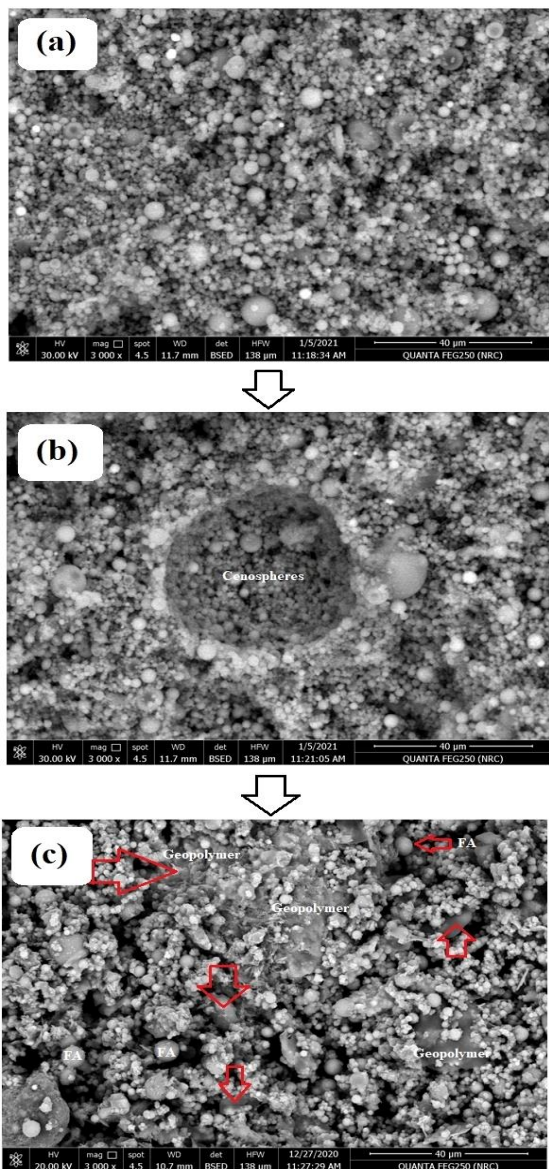 (a)
HV mag □ spot WD det HFW 1/5/2021 40 µm
30.00 kV 3 000 x 4.5 11.7 mm BSED 138 µm 11:18:34 AM QUANTA FEG250 (NRC)
(b)
Cenospheres
HV mag □ spot WD det HFW 1/5/2021 40 µm
30.00 kV 3 000 x 4.5 11.7 mm BSED 138 µm 11:21:05 AM QUANTA FEG250 (NRC)
(c)
Geopolymer
FA
Geopolymer
FA
FA
Geopolymer
HV mag □ spot WD det HFW 12/27/2020 40 µm
20.00 kV 3 000 x 4.5 10.7 mm BSED 138 µm 11:27:29 AM QUANTA FEG250 (NRC)